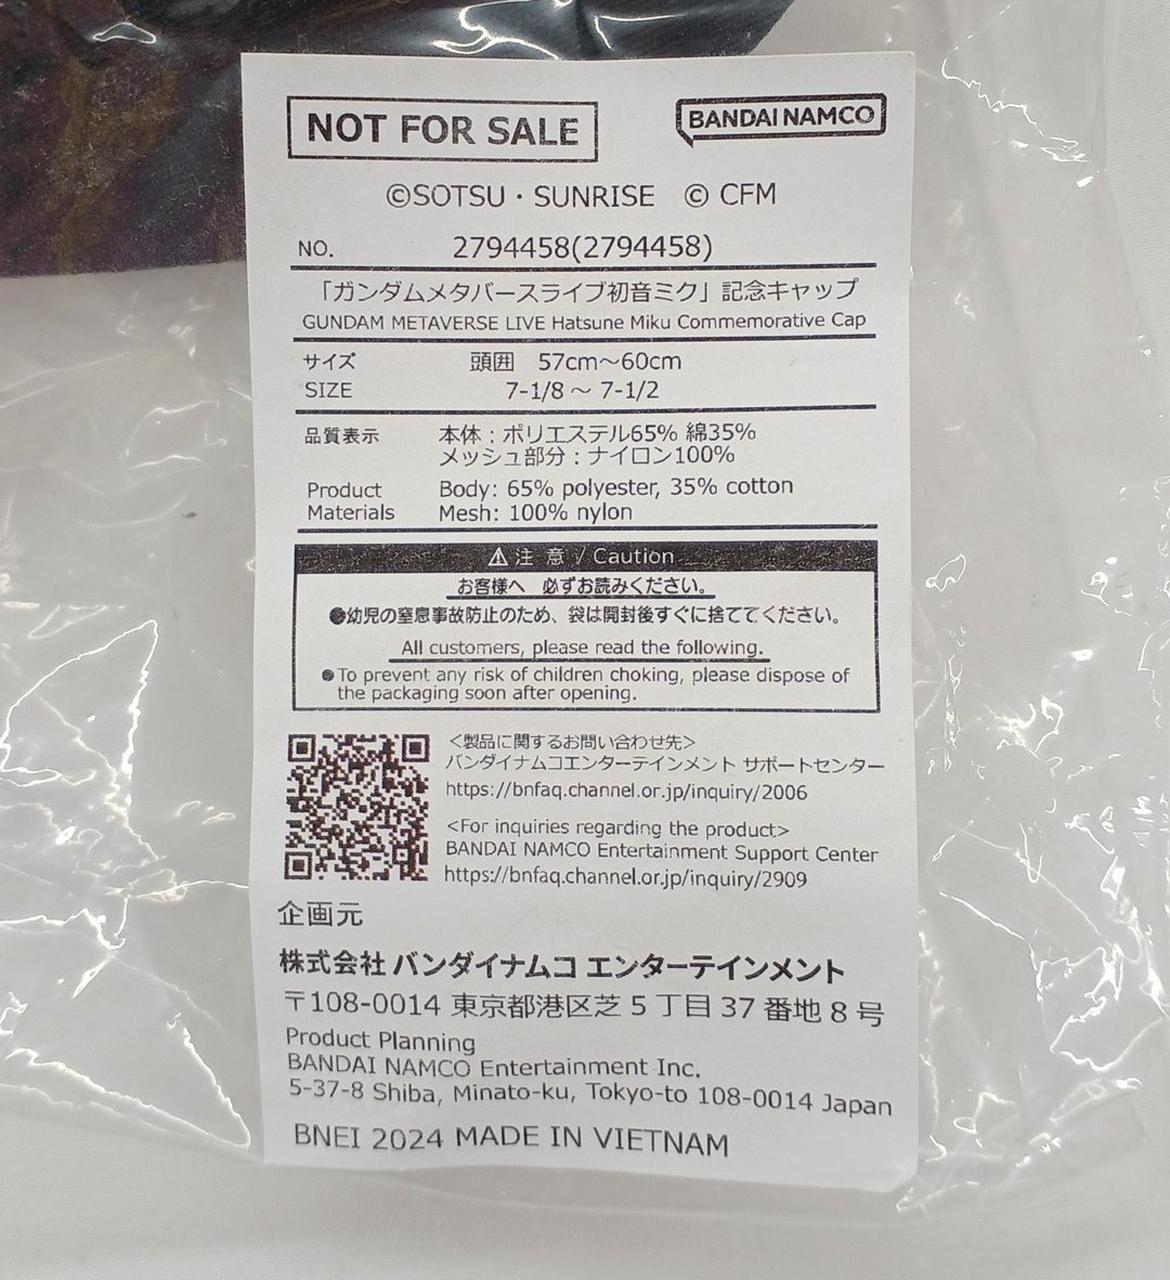 NOT FOR SALE
BANDAI NAMCO
©SOTSU・SUNRISE © CFM
NO. 2794458(2794458)
「ガンダムメタバースライブ初音ミク」記念キャップ
GUNDAM METAVERSE LIVE Hatsune Miku Commemorative Cap
サイズ 頭囲 57cm～60cm
SIZE 7-1/8 ～ 7-1/2
品質表示 本体：ポリエステル65% 綿35%
メッシュ部分：ナイロン100%
Product Body: 65% polyester, 35% cotton
Materials Mesh: 100% nylon
⚠注 意 / Caution
お客様へ 必ずお読みください。
●幼児の窒息事故防止のため、袋は開封後すぐに捨ててください。
All customers, please read the following.
●To prevent any risk of children choking, please dispose of
the packaging soon after opening.
<製品に関するお問い合わせ先>
バンダイナムコエンターテインメント サポートセンター
https://bnfaq.channel.or.jp/inquiry/2006
<For inquiries regarding the product>
BANDAI NAMCO Entertainment Support Center
https://bnfaq.channel.or.jp/inquiry/2909
企画元
株式会社 バンダイナムコ エンターテインメント
〒108-0014 東京都港区芝 5 丁目 37 番地 8 号
Product Planning
BANDAI NAMCO Entertainment Inc.
5-37-8 Shiba, Minato-ku, Tokyo-to 108-0014 Japan
BNEI 2024 MADE IN VIETNAM